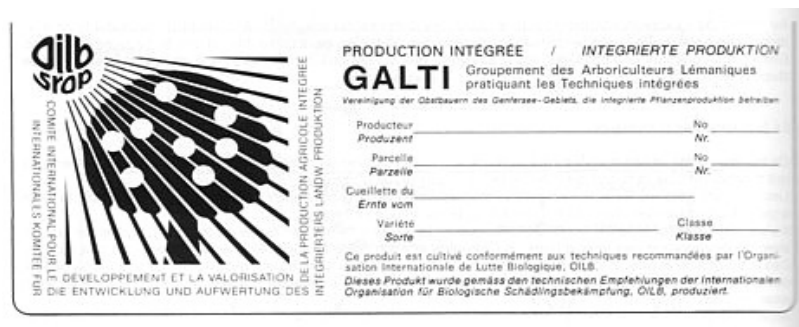 Oilb
srop
COMITE INTERNATIONAL POUR LE
DEVELOPPEMENT ET LA VALORISATION
DE LA PRODUCTION AGRICOLE INTEGREE
INTERNATIONALES KOMITEE FUR
DIE ENTWICKLUNG UND AUFWERTUNG DES
INTEGRIERTERS LANDW PRODUKTION
PRODUCTION INTÉGRÉE / INTEGRIERTE PRODUKTION
GALTI Groupement des Arboriculteurs Lémaniques
pratiquant les Techniques intégrées
Vereinigung der Obstbauern des Genfersee-Gebiets, die integrierte Pflanzenproduktion betreiben
Producteur No
Produzent Nr.
Parcelle No
Parzelle Nr.
Cueillette du
Ernte vom
Variété Classe
Sorte Klasse
Ce produit est cultivé conformément aux techniques recommandées par l'Organi-
sation Internationale de Lutte Biologique, OILB.
Dieses Produkt wurde gemäss den technischen Empfehlungen der Internationalen
Organisation für Biologische Schädlingsbekämpfung, OILB, produziert.